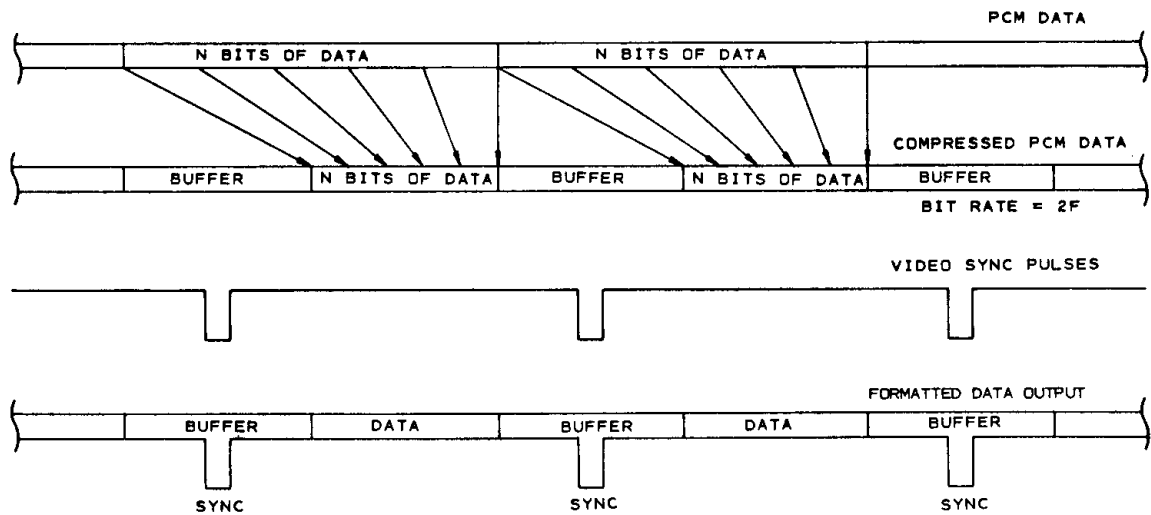 PCM DATA
N BITS OF DATA N BITS OF DATA
COMPRESSED PCM DATA
BUFFER N BITS OF DATA BUFFER N BITS OF DATA BUFFER
BIT RATE = 2F
VIDEO SYNC PULSES
FORMATTED DATA OUTPUT
BUFFER DATA BUFFER DATA BUFFER
SYNC SYNC SYNC